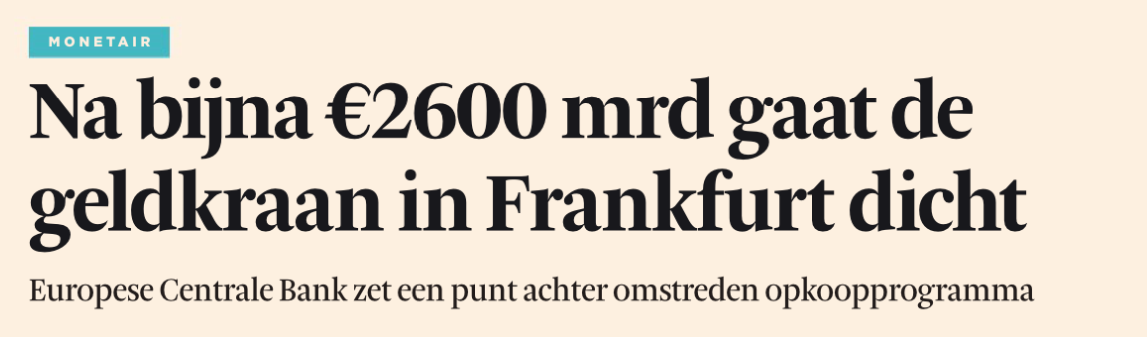 MONETAIR
Na bijna €2600 mrd gaat de
geldkraan in Frankfurt dicht
Europese Centrale Bank zet een punt achter omstreden opkoopprogramma